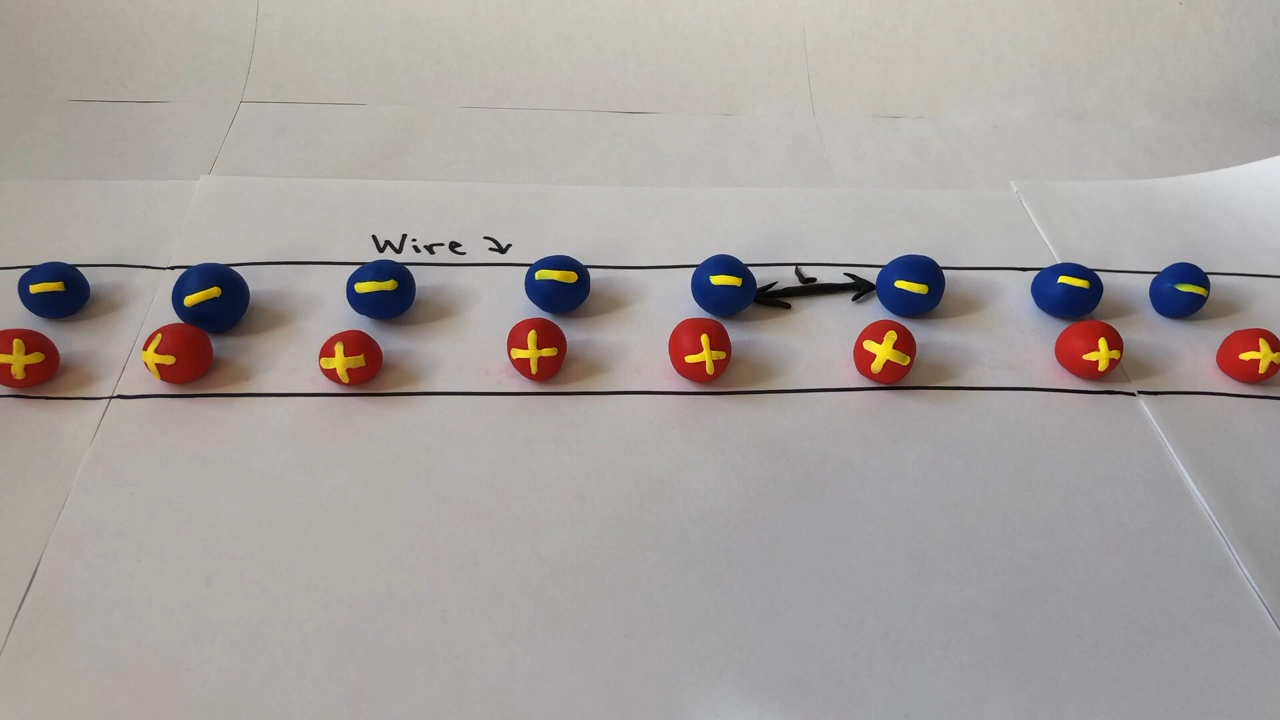 Wire
− − − − − − − −
+ + + + + + + +